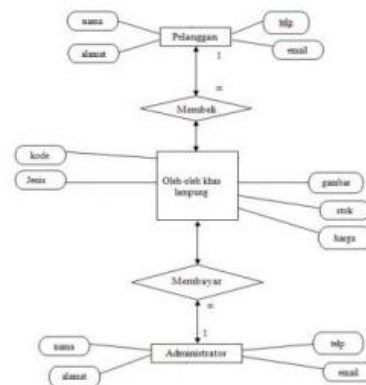 nama
telp
Pelanggan
alamat
email
1
∞
Membeli
kode
Jenis
Oleh-oleh khas
lampung
gambar
stok
harga
Membayar
∞
1
nama
telp
Administrator
alamat
email